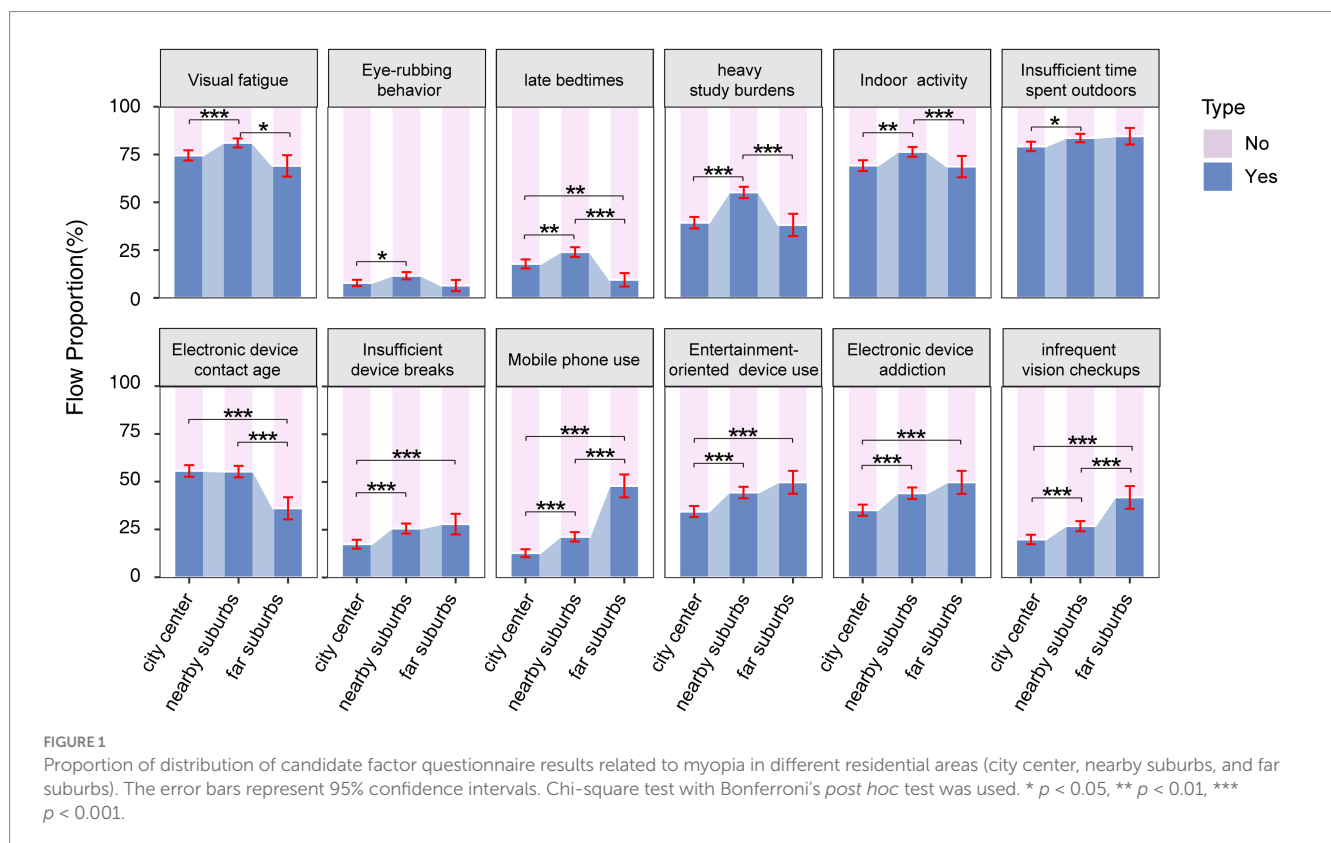 Visual fatigue
Eye-rubbing
behavior
late bedtimes
heavy
study burdens
Indoor activity
Insufficient time
spent outdoors
Type
No
Yes
Flow Proportion(%)
100
75
50
25
0
***
*
*
**
**
***
***
***
**
***
*
Electronic device
contact age
Insufficient
device breaks
Mobile phone use
Entertainment-
oriented device use
Electronic device
addiction
infrequent
vision checkups
100
75
50
25
0
***
***
***
***
***
***
***
***
***
***
***
***
***
***
city center
nearby suburbs
far suburbs
city center
nearby suburbs
far suburbs
city center
nearby suburbs
far suburbs
city center
nearby suburbs
far suburbs
city center
nearby suburbs
far suburbs
city center
nearby suburbs
far suburbs
FIGURE 1
Proportion of distribution of candidate factor questionnaire results related to myopia in different residential areas (city center, nearby suburbs, and far
suburbs). The error bars represent 95% confidence intervals. Chi-square test with Bonferroni's post hoc test was used. * p < 0.05, ** p < 0.01, ***
p < 0.001.